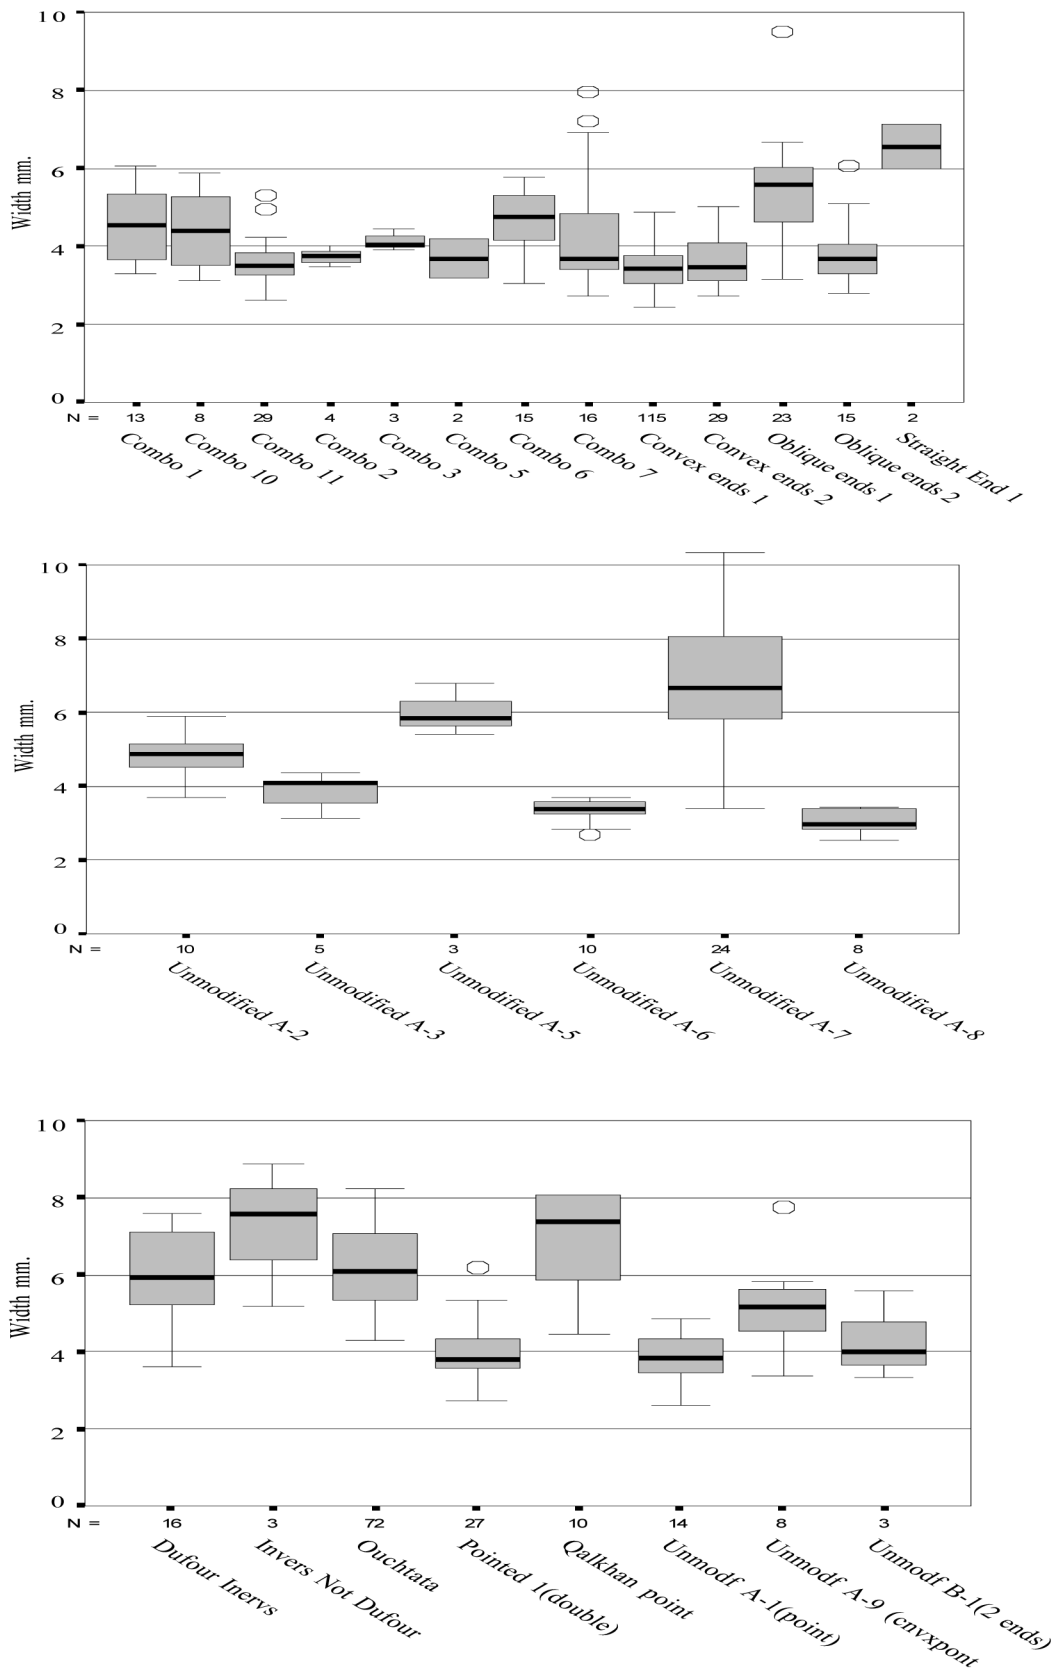 10
8
6
4
2
0
Width mm.
N = 13 8 29 4 3 2 15 16 115 29 23 15 2
Combo 1
Combo 10
Combo 11
Combo 2
Combo 3
Combo 5
Combo 6
Combo 7
Convex ends 1
Convex ends 2
Oblique ends 1
Oblique ends 2
Straight End 1
10
8
6
4
2
0
Width mm.
N = 10 5 3 10 24 8
Unmodified A-2
Unmodified A-3
Unmodified A-5
Unmodified A-6
Unmodified A-7
Unmodified A-8
10
8
6
4
2
0
Width mm.
N = 16 3 72 27 10 14 8 3
Dufour Inervs
Invers Not Dufour
Ouchtata
Pointed 1(double)
Qalkhan point
Unmodf A-1(point)
Unmodf A-9 (cnvxpont
Unmodf B-1(2 ends)